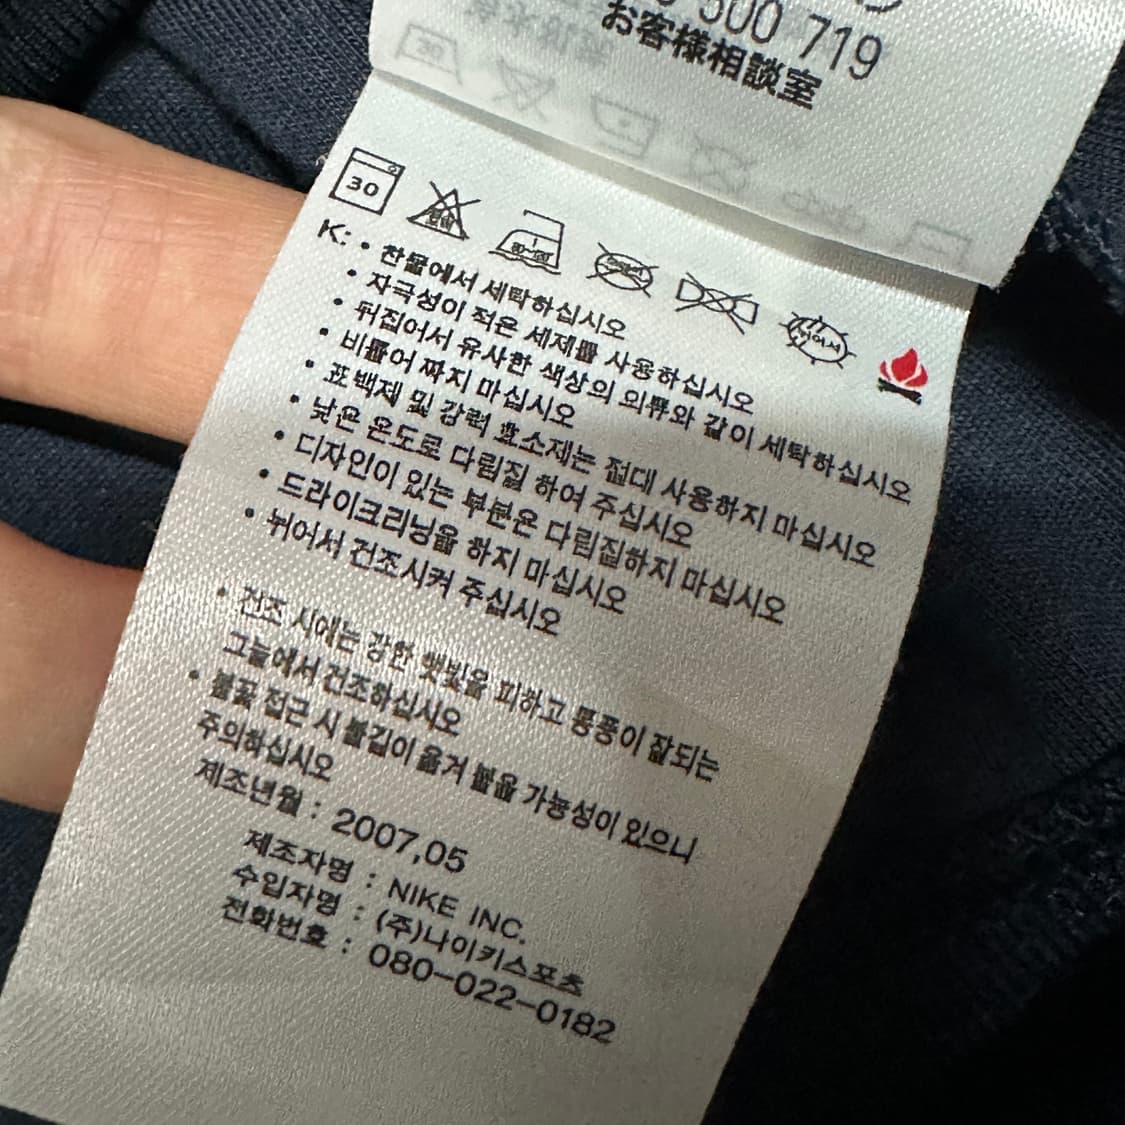 500 719
お客様相談室
30
K: • 찬물에서 세탁하십시오
• 자극성이 적은 세제를 사용하십시오
• 뒤집어서 유사한 색상의 의류와 같이 세탁하십시오
• 비틀어 짜지 마십시오
• 표백제 및 강력 효소제는 절대 사용하지 마십시오
• 낮은 온도로 다림질 하여 주십시오
• 디자인이 있는 부분은 다림질하지 마십시오
• 드라이크리닝을 하지 마십시오
• 뉘어서 건조시켜 주십시오
• 건조 시에는 강한 햇빛을 피하고 통풍이 잘되는
그늘에서 건조하십시오
• 불꽃 접근 시 불길이 옮겨 붙을 가능성이 있으니
주의하십시오
제조년월 : 2007,05
제조자명 : NIKE INC.
수입자명 : (주)나이키스포츠
전화번호 : 080-022-0182